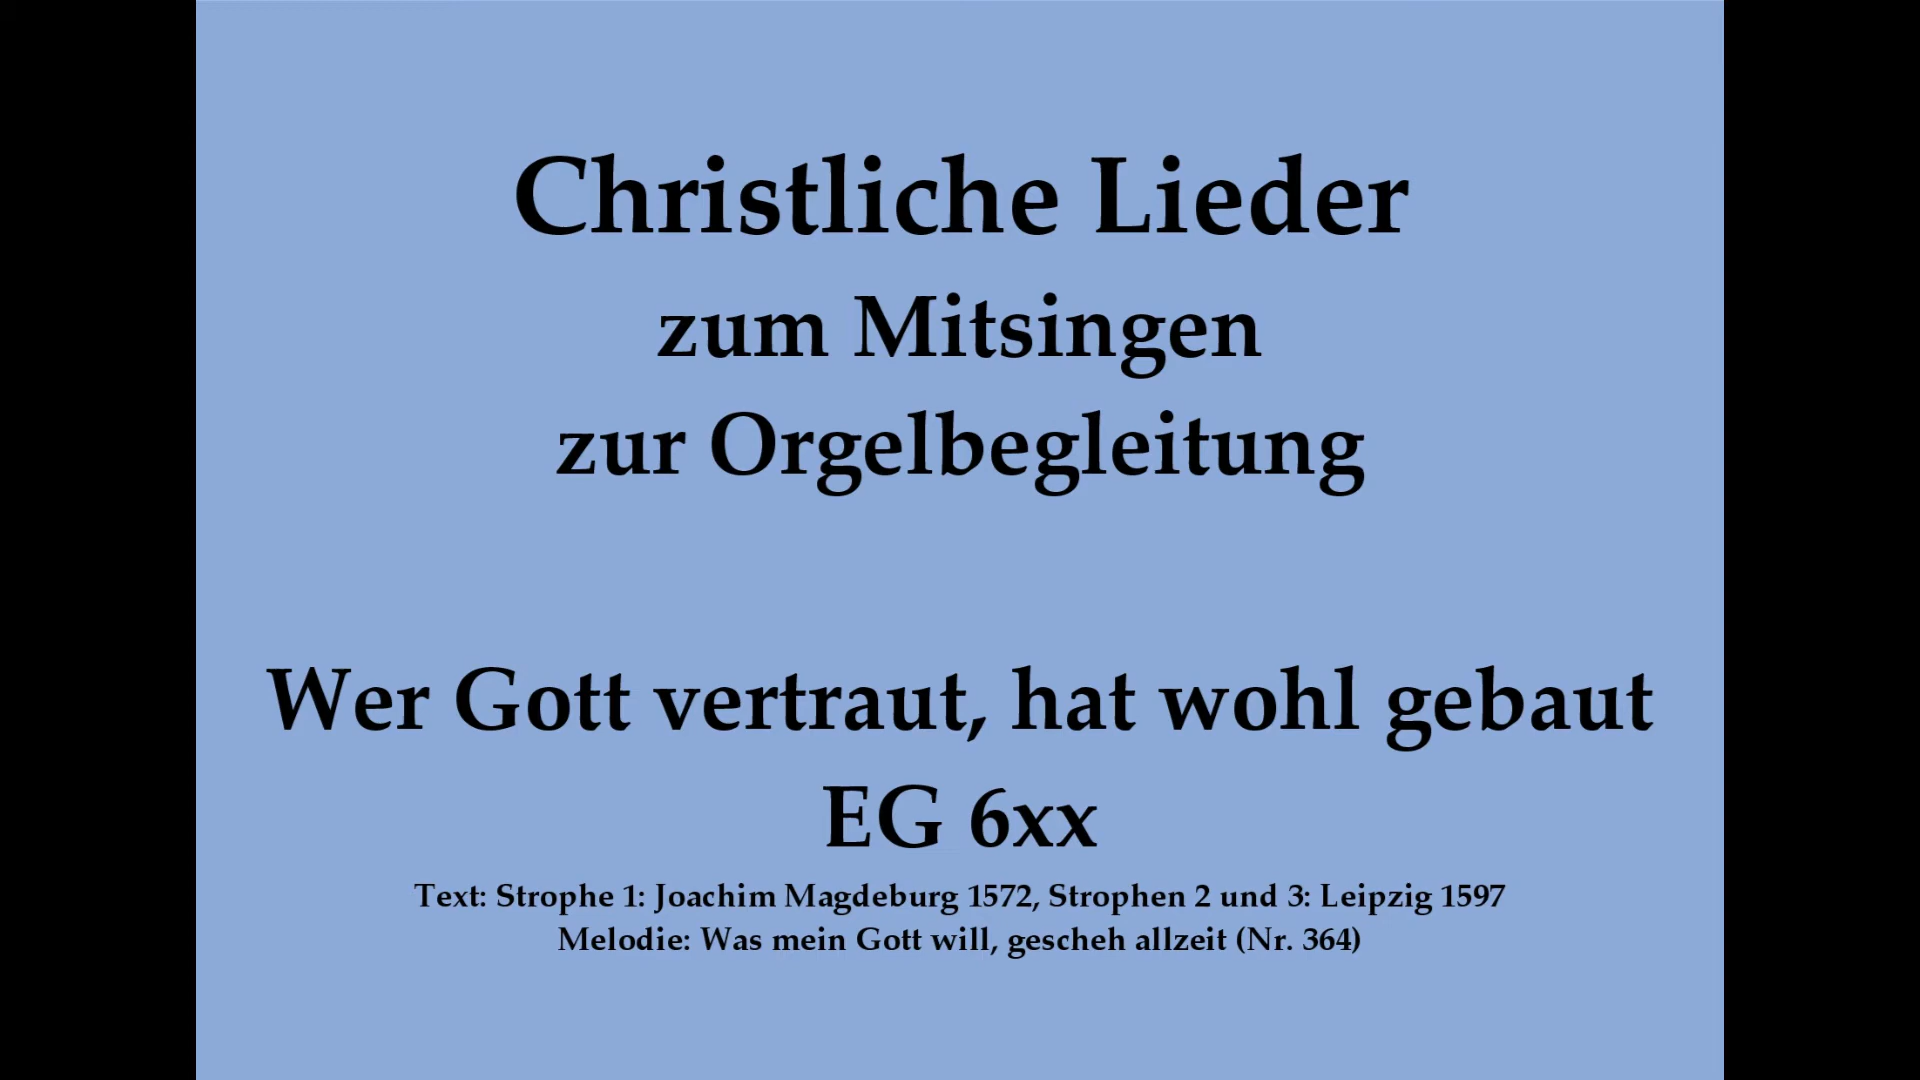 Christliche Lieder
zum Mitsingen
zur Orgelbegleitung
Wer Gott vertraut, hat wohl gebaut
EG 6xx
Text: Strophe 1: Joachim Magdeburg 1572, Strophen 2 und 3: Leipzig 1597
Melodie: Was mein Gott will, gescheh allzeit (Nr. 364)